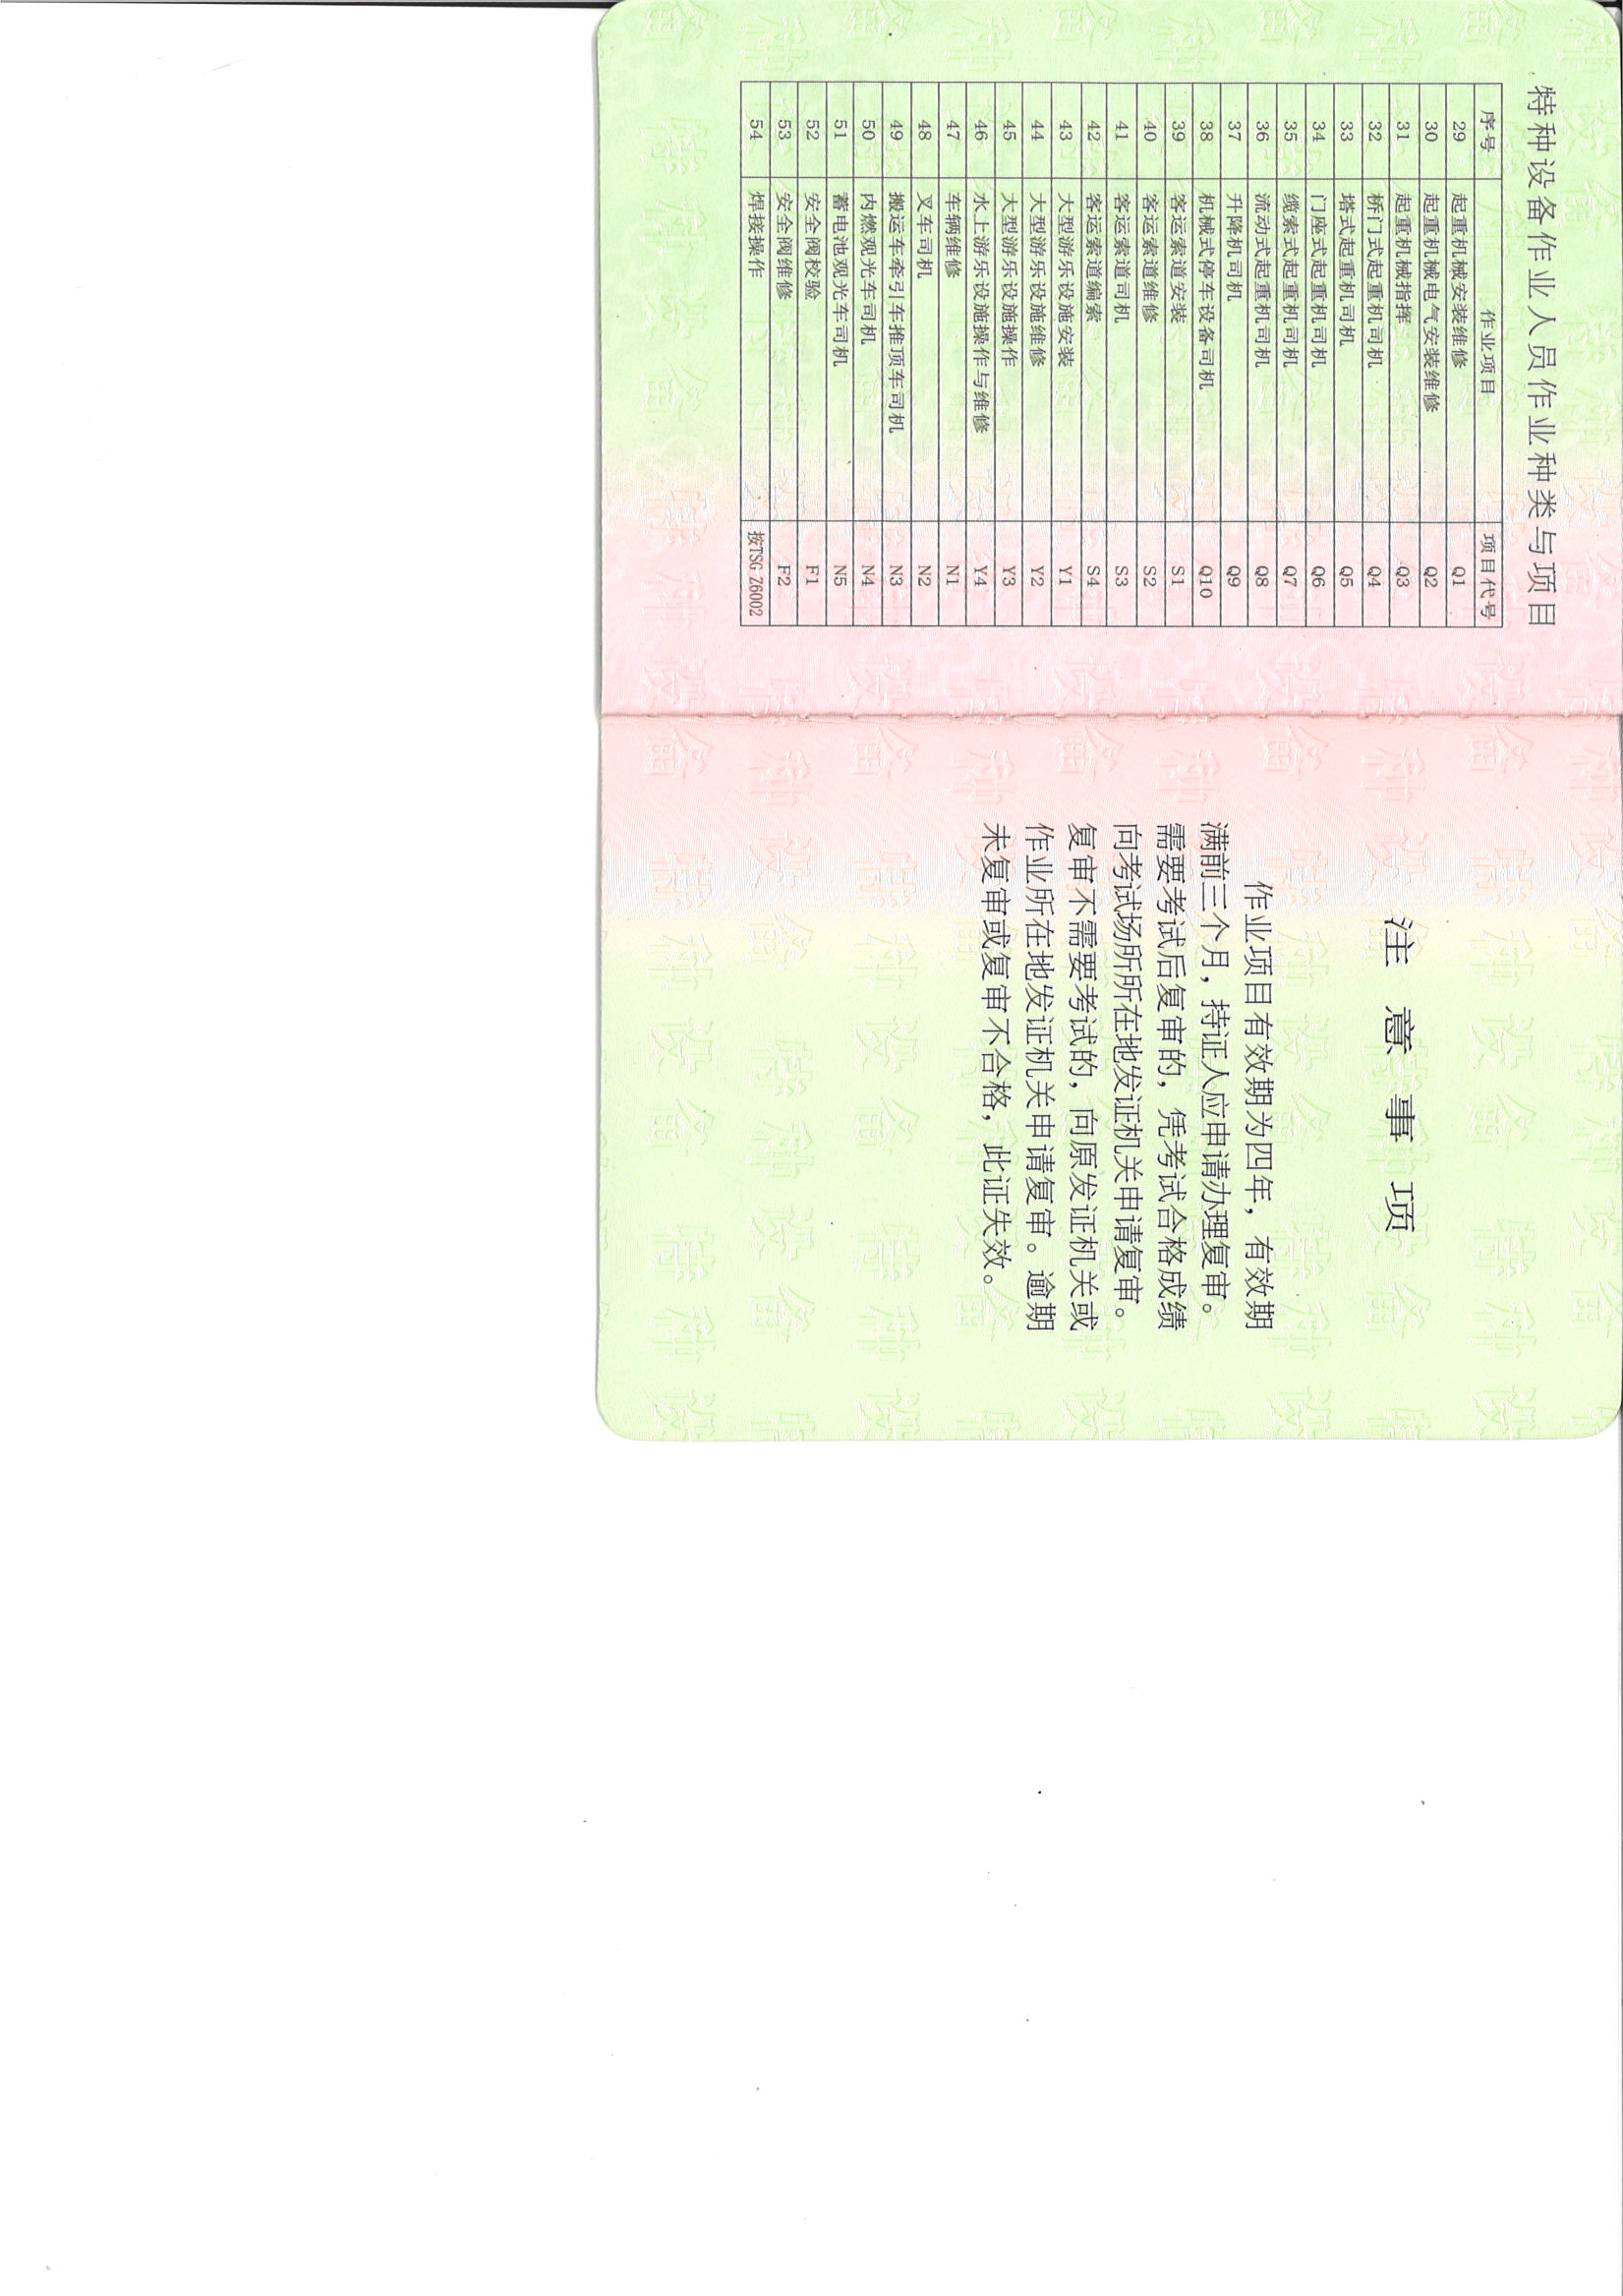 特种设备作业人员作业种类与项目
序号 作业项目 项目代号
29 起重机械安装维修 Q1
30 起重机械电气安装维修 Q2
31 起重机械指挥 Q3
32 桥门式起重机司机 Q4
33 塔式起重机司机 Q5
34 门座式起重机司机 Q6
35 缆索式起重机司机 Q7
36 流动式起重机司机 Q8
37 升降机司机 Q9
38 机械式停车设备司机 Q10
39 客运索道安装 S1
40 客运索道维修 S2
41 客运索道司机 S3
42 客运索道编索 S4
43 大型游乐设施安装 Y1
44 大型游乐设施维修 Y2
45 大型游乐设施操作 Y3
46 水上游乐设施操作与维修 Y4
47 车辆维修 N1
48 叉车司机 N2
49 搬运车牵引车推顶车司机 N3
50 内燃观光车司机 N4
51 蓄电池观光车司机 N5
52 安全阀校验 F1
53 安全阀维修 F2
54 焊接操作 按TSG Z6002
注意事项
作业项目有效期为四年，有效期
满前三个月，持证人应申请办理复审。
需要考试后复审的，凭考试合格成绩
向考试场所所在地发证机关申请复审。
复审不需要考试的，向原发证机关或
作业所在地发证机关申请复审。逾期
未复审或复审不合格，此证失效。